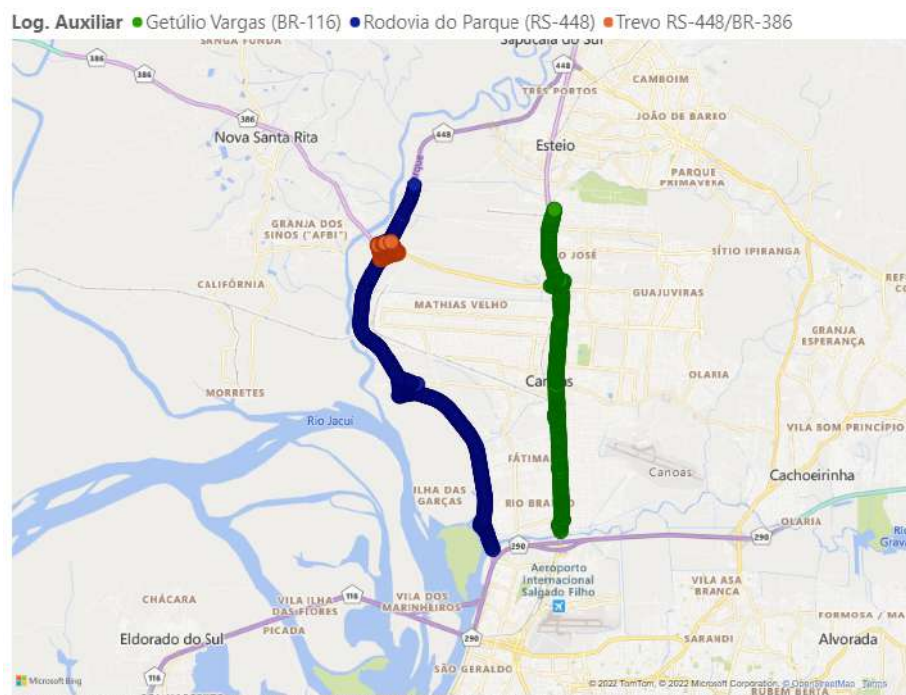 Log. Auxiliar Getúlio Vargas (BR-116) Rodovia do Parque (RS-448) Trevo RS-448/BR-386
SANGA FUNDA
Sapucaia do Sul
386
386
448
TRÊS PORTOS
CAMBOIM
386
JOÃO DE BARRO
Nova Santa Rita
448
Esteio
PARQUE
PRIMAVERA
GRANJA DOS
SINOS ("AFBI")
SÍTIO IPIRANGA
CALIFÓRNIA
MATHIAS VELHO
GUAJUVIRAS
GRANJA
ESPERANÇA
MORRETES
OLARIA
Rio Jacuí
VILA BOM PRINCÍPIO
FÁTIMA
Canoas
Cachoeirinha
ILHA DAS
GARÇAS
OLARIA
290
290
Aeroporto
Internacional
Salgado Filho
CHÁCARA
116
VILA ILHA
DAS FLORES
VILA DOS
MARINHEIROS
VILA ASA
BRANCA
PICADA
Eldorado do Sul
290
SARANDI
Alvorada
116
SÃO GERALDO
Microsoft Bing
© 2022 TomTom, © 2022 Microsoft Corporation, © OpenStreetMap Terms
RUBEM BERTA